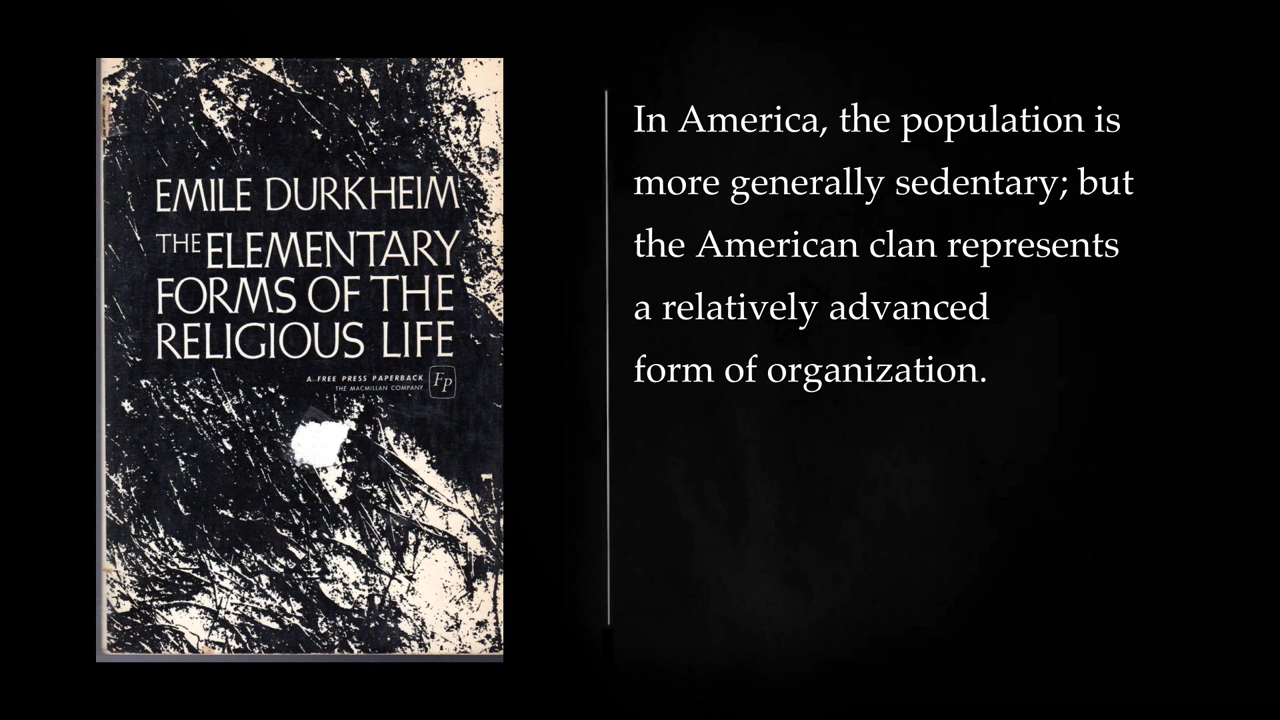 EMILE DURKHEIM
THE ELEMENTARY
FORMS OF THE
RELIGIOUS LIFE
A FREE PRESS PAPERBACK
THE MACMILLAN COMPANY
FP
In America, the population is
more generally sedentary; but
the American clan represents
a relatively advanced
form of organization.